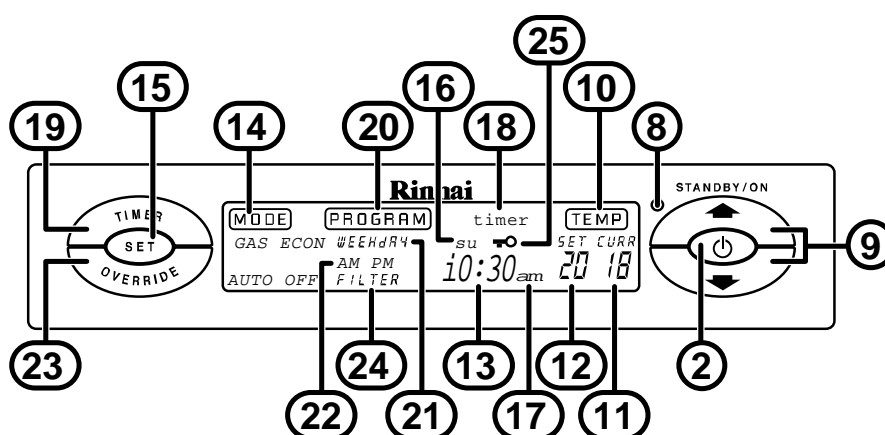 25
15 16 10
19 14 20 18 8
Rinnai
STANDBY/ON
TIMER
MODE PROGRAM timer TEMP
SET
GAS ECON WEEKdAY su SET CURR
OVERRIDE
AM PM
AUTO OFF FILTER i0:30am 20 18
9
23 24 13 12 2
22 21 17 11